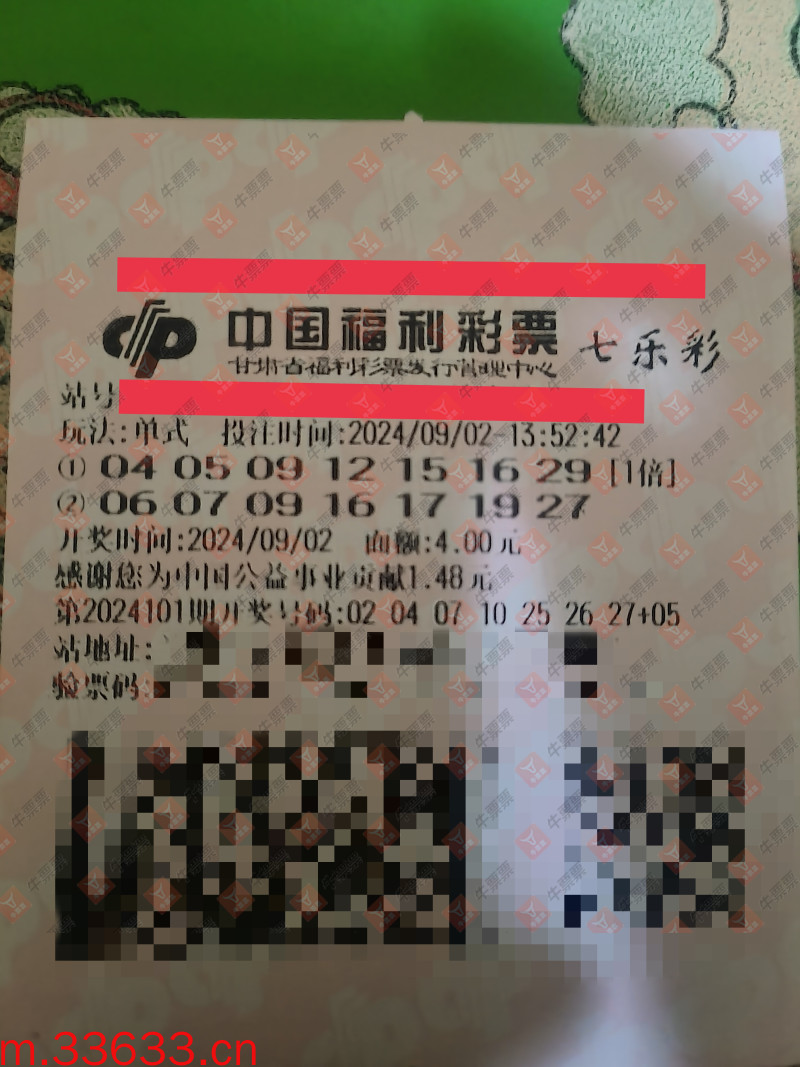 中国福利彩票 七乐彩
甘肃省福利彩票发行管理中心
站号
玩法:单式 投注时间:2024/09/02-13:52:42
① 04 05 09 12 15 16 29 [1倍]
② 06 07 09 16 17 19 27
开奖时间:2024/09/02 面额:4.00元
感谢您为中国公益事业贡献1.48元
第2024101期开奖号码:02 04 07 10 25 26 27+05
站地址:
验票码:
牛票票
m.33633.cn